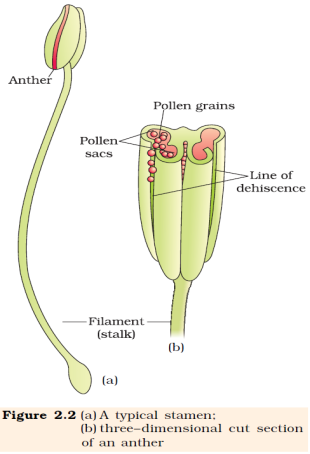 Anther
Pollen grains
Pollen
sacs
Line of
dehiscence
Filament
(stalk)
(b)
(a)
Figure 2.2 (a) A typical stamen;
(b) three–dimensional cut section
of an anther